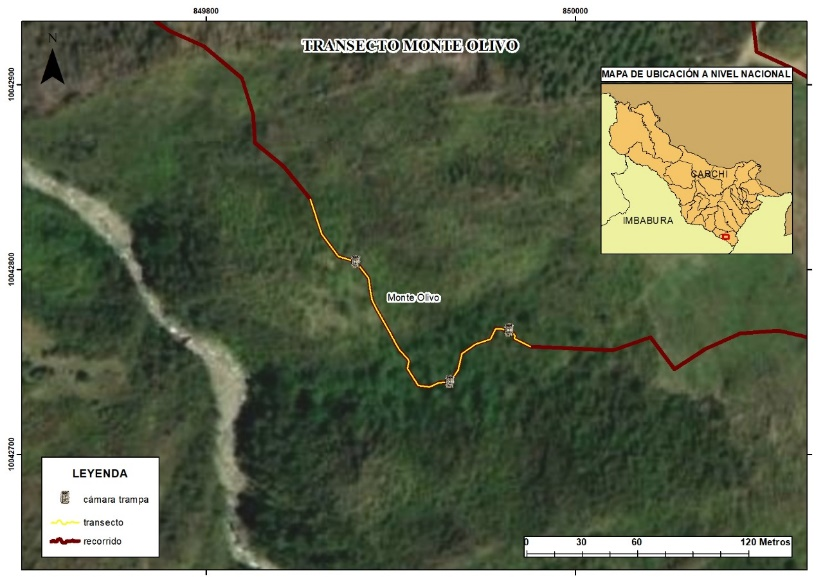 849800
850000
N
TRANSECTO MONTE OLIVO
MAPA DE UBICACIÓN A NIVEL NACIONAL
CARCHI
IMBABURA
10042900
10042800
10042700
Monte Olivo
LEYENDA
cámara trampa
transecto
recorrido
0 30 60 120 Metros